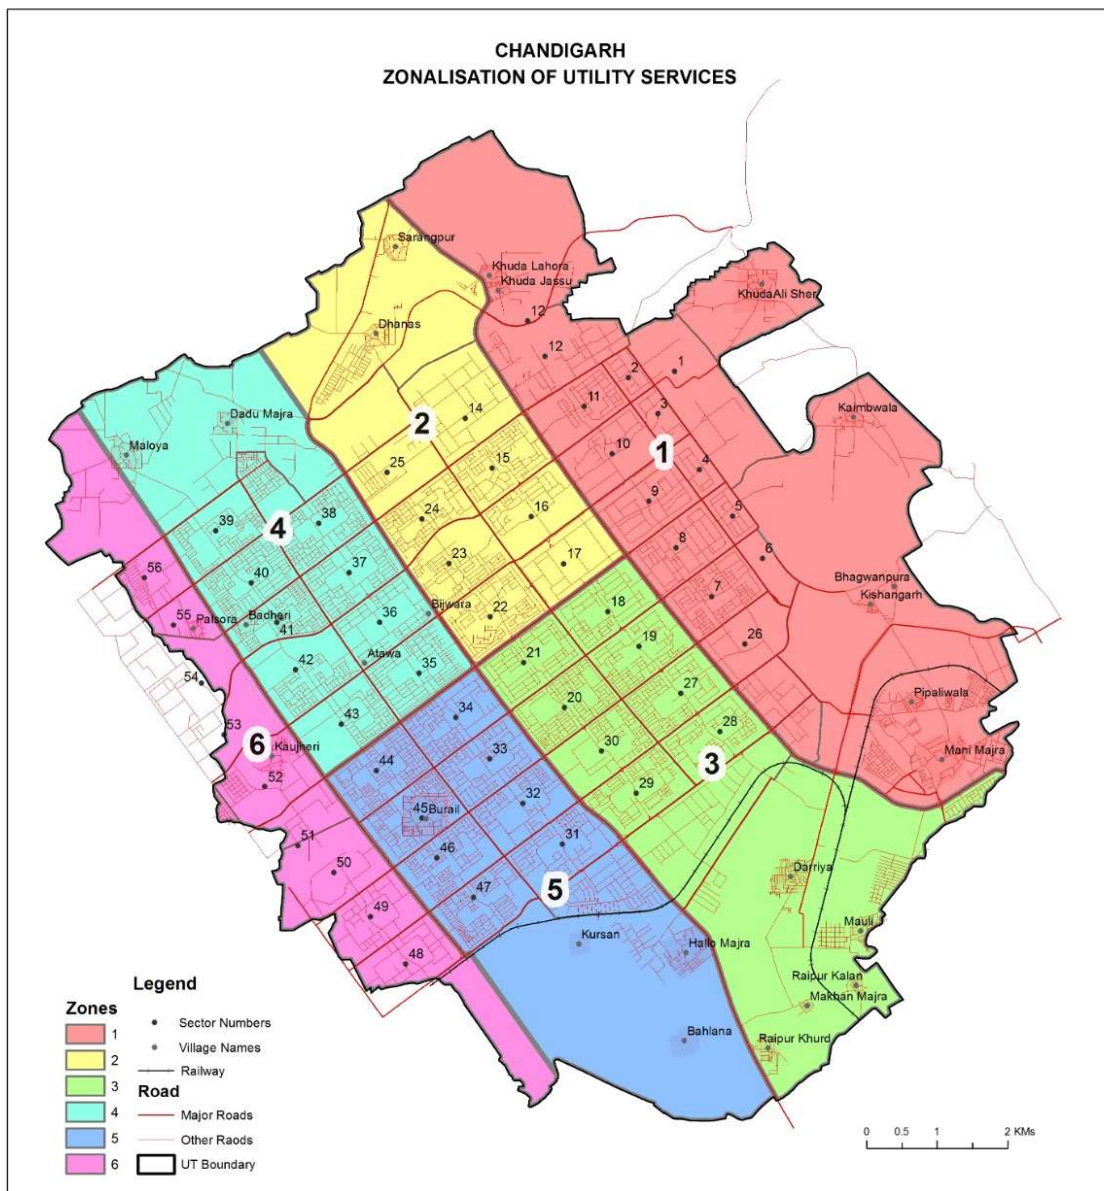 CHANDIGARH
ZONALISATION OF UTILITY SERVICES
Sarangpur
Khuda Lahora
Khuda Jassu
KhudaAli Sher
12
Dhanas
12
1
2
11
3
Kaimbwala
Dadu Majra
14
2
10
1
Maloya
25
15
4
9
5
39
4
38
24
16
8
6
56
40
37
23
17
7
Bhagwanpura
Kishangarh
55
Palsora
Badheri
41
36
Bijwara
22
18
26
42
Atawa
35
21
19
54
20
27
Pipaliwala
53
43
34
28
6
Kaujheri
44
33
30
3
Mani Majra
52
45
Burail
32
29
51
46
31
50
47
5
Darriya
49
Kursan
Hallo Majra
Mauli
48
Raipur Kalan
Makhan Majra
Bahlana
Raipur Khurd
Legend
Zones
1
2
3
4
5
6
Sector Numbers
Village Names
Railway
Road
Major Roads
Other Raods
UT Boundary
0 0.5 1 2 KMs